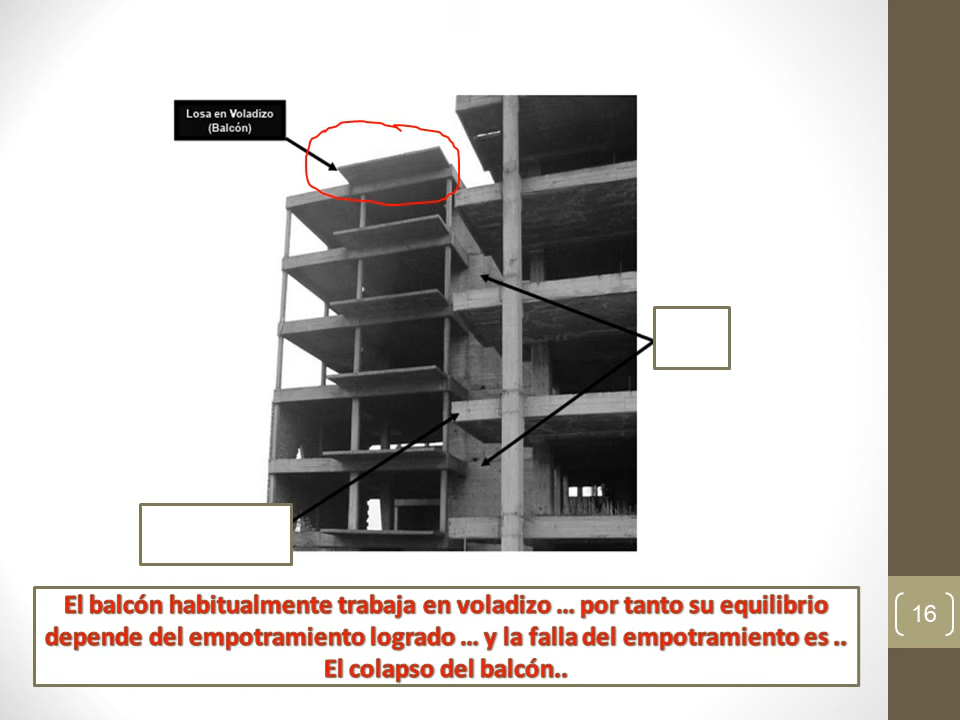 Losa en Voladizo
(Balcón)
El balcón habitualmente trabaja en voladizo ... por tanto su equilibrio
depende del empotramiento logrado ... y la falla del empotramiento es ..
El colapso del balcón..
16